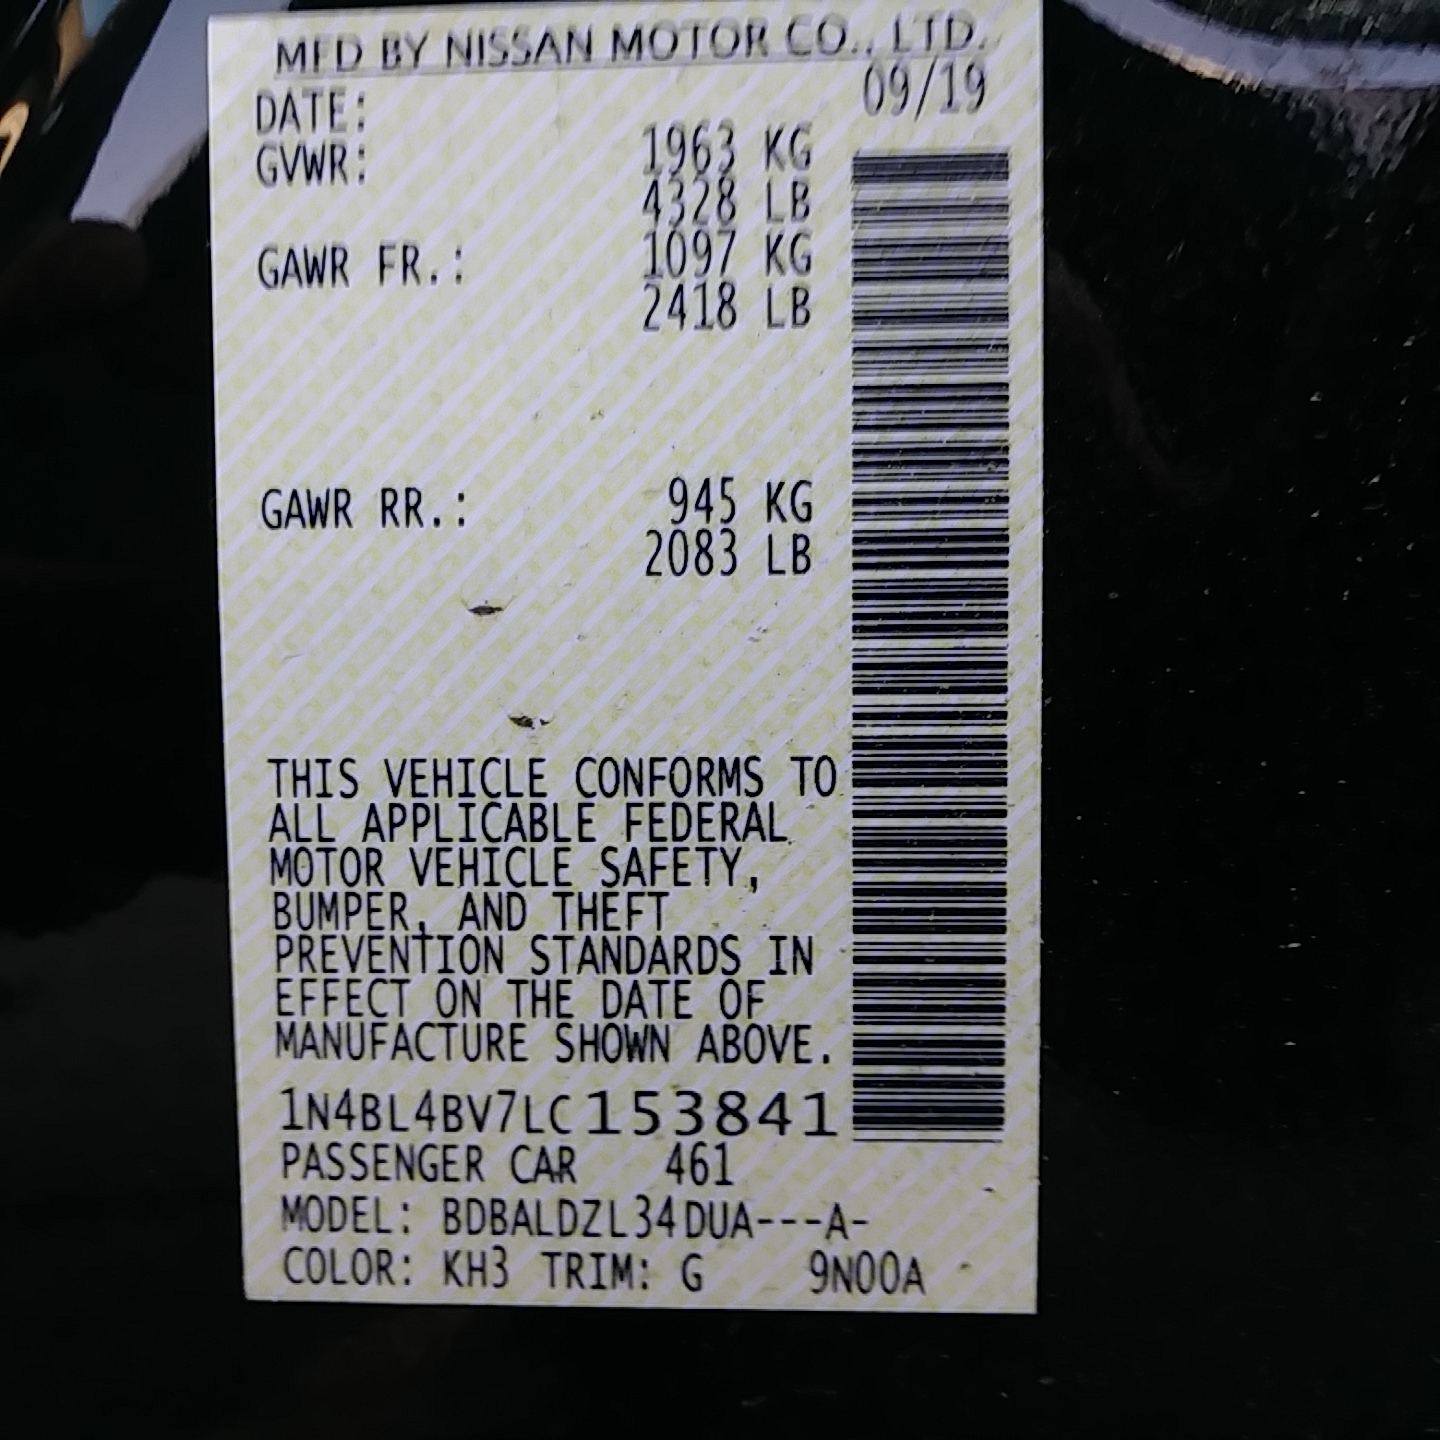 MFD BY NISSAN MOTOR CO., LTD.
DATE: 09/19
GVWR: 1963 KG
4328 LB
GAWR FR.: 1097 KG
2418 LB
GAWR RR.: 945 KG
2083 LB
THIS VEHICLE CONFORMS TO
ALL APPLICABLE FEDERAL
MOTOR VEHICLE SAFETY,
BUMPER, AND THEFT
PREVENTION STANDARDS IN
EFFECT ON THE DATE OF
MANUFACTURE SHOWN ABOVE.
1N4BL4BV7LC153841
PASSENGER CAR 461
MODEL: BDBALDZL34DUA---A-
COLOR: KH3 TRIM: G 9N00A